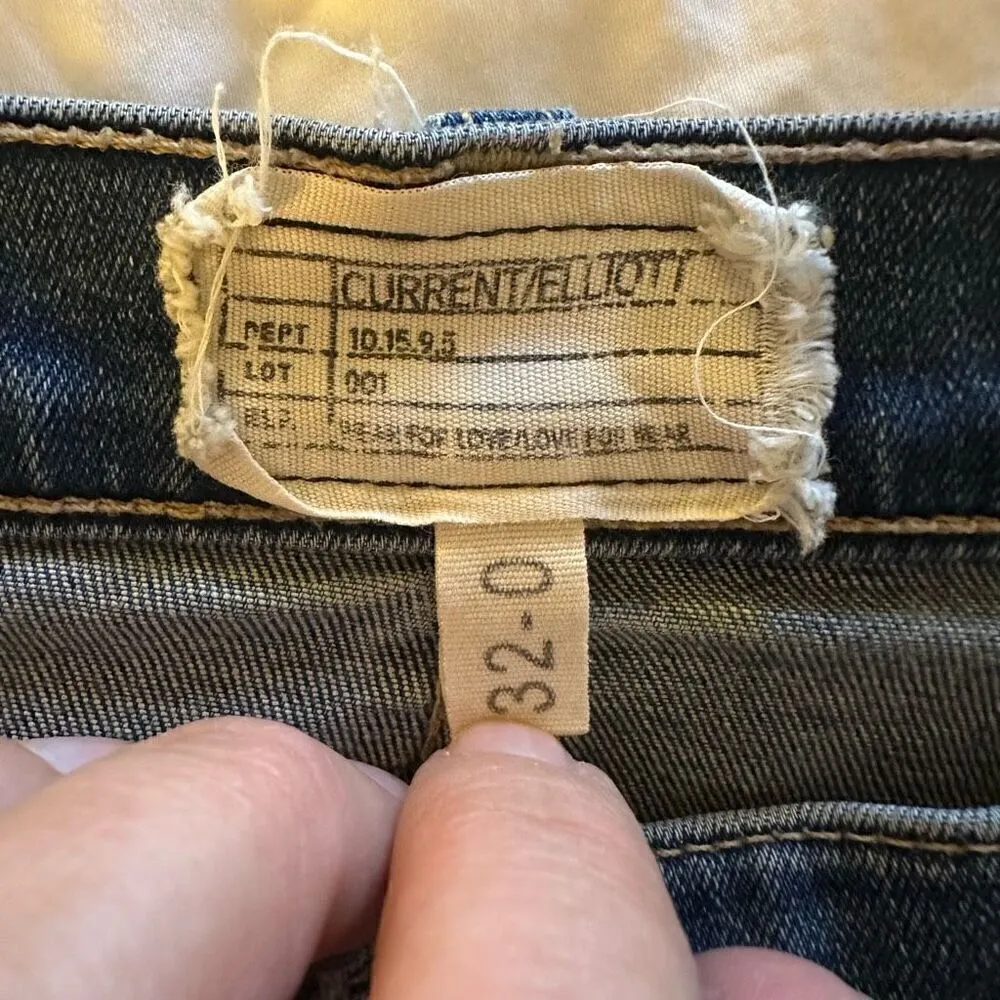 CURRENT/ELLIOTT
DEPT 10.15.9.5
LOT 001
WEAR FOR LOVE/LOVE FOR WEAR
32-0